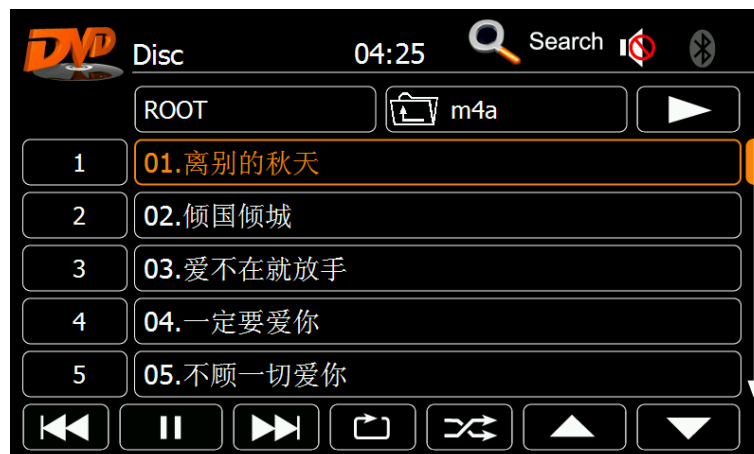 DVD Disc 04:25 Search
ROOT m4a
1 01.离别的秋天
2 02.倾国倾城
3 03.爱不在就放手
4 04.一定要爱你
5 05.不顾一切爱你